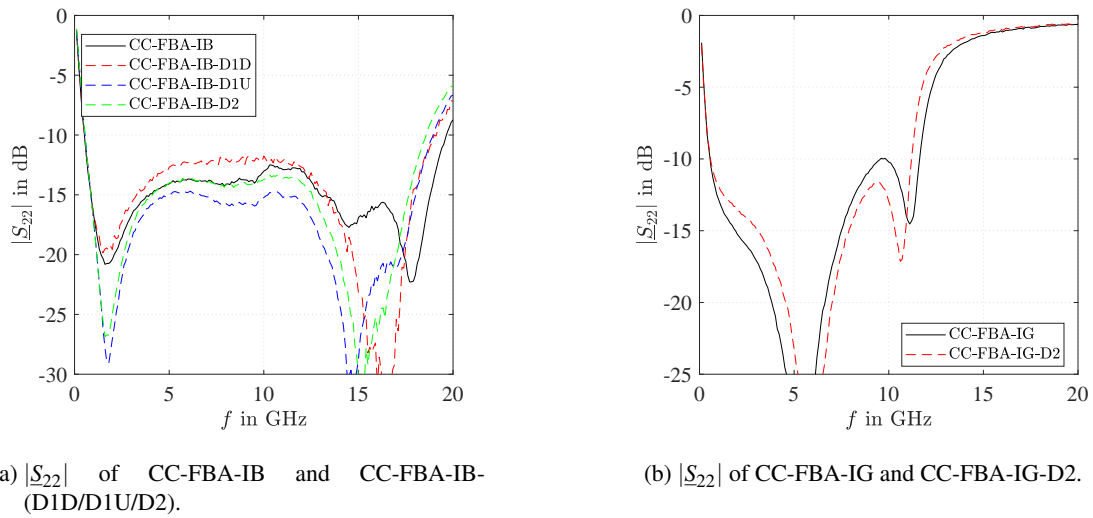 0
-5
-10
-15
-20
-25
-30
|S22| in dB
CC-FBA-IB
CC-FBA-IB-D1D
CC-FBA-IB-D1U
CC-FBA-IB-D2
0 5 10 15 20
f in GHz
0
-5
-10
-15
-20
-25
|S22| in dB
CC-FBA-IG
CC-FBA-IG-D2
0 5 10 15 20
f in GHz
a) |S22| of CC-FBA-IB and CC-FBA-IB-
(D1D/D1U/D2).
(b) |S22| of CC-FBA-IG and CC-FBA-IG-D2.